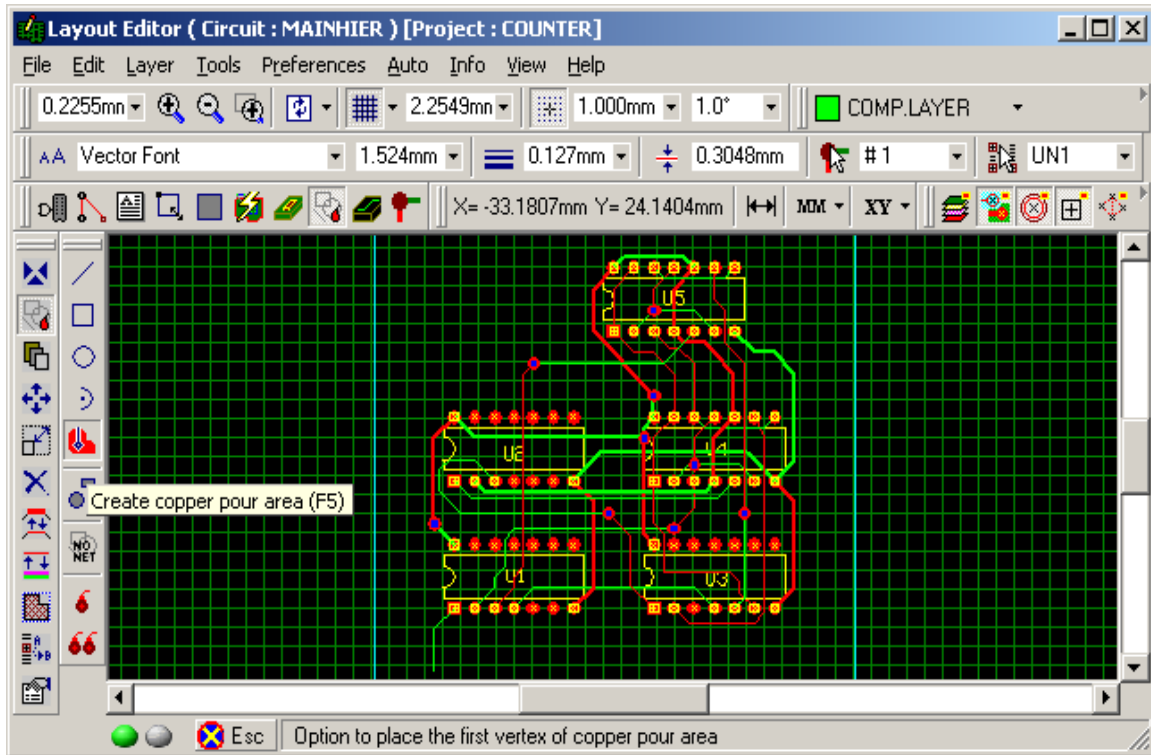 Layout Editor ( Circuit : MAINHIER ) [Project : COUNTER]
File Edit Layer Tools Preferences Auto Info View Help
0.2255mn 2.2549mn 1.000mm 1.0° COMP.LAYER
AA Vector Font 1.524mm 0.127mm 0.3048mm # 1 UN1
X= -33.1807mm Y= 24.1404mm MM XY
U5
U2 U4
Create copper pour area (F5)
NO
NET
U1 U3
A
B
Esc Option to place the first vertex of copper pour area